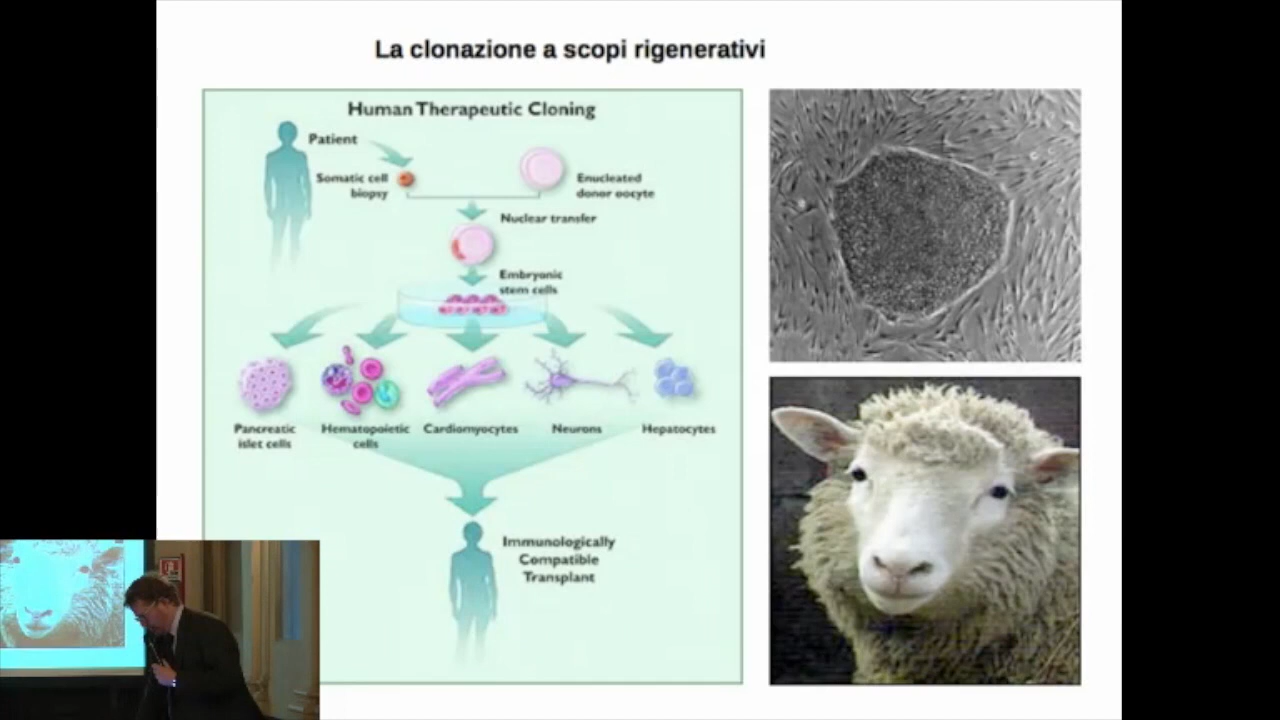 La clonazione a scopi rigenerativi
Human Therapeutic Cloning
Patient
Somatic cell
biopsy
Enucleated
donor oocyte
Nuclear transfer
Embryonic
stem cells
Pancreatic
islet cells
Hematopoietic
cells
Cardiomyocytes
Neurons
Hepatocytes
Immunologically
Compatible
Transplant